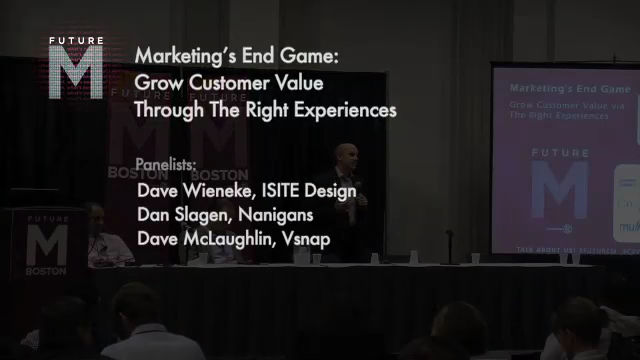 FUTURE
M
Marketing's End Game:
Grow Customer Value
Through The Right Experiences
Panelists:
Dave Wieneke, ISITE Design
Dan Slagen, Nanigans
Dave McLaughlin, Vsnap
FUTURE
M
BOSTON
BOSTON
BOSTON
Marketing's End Game
Grow Customer Value via
The Right Experiences
FUTURE
M